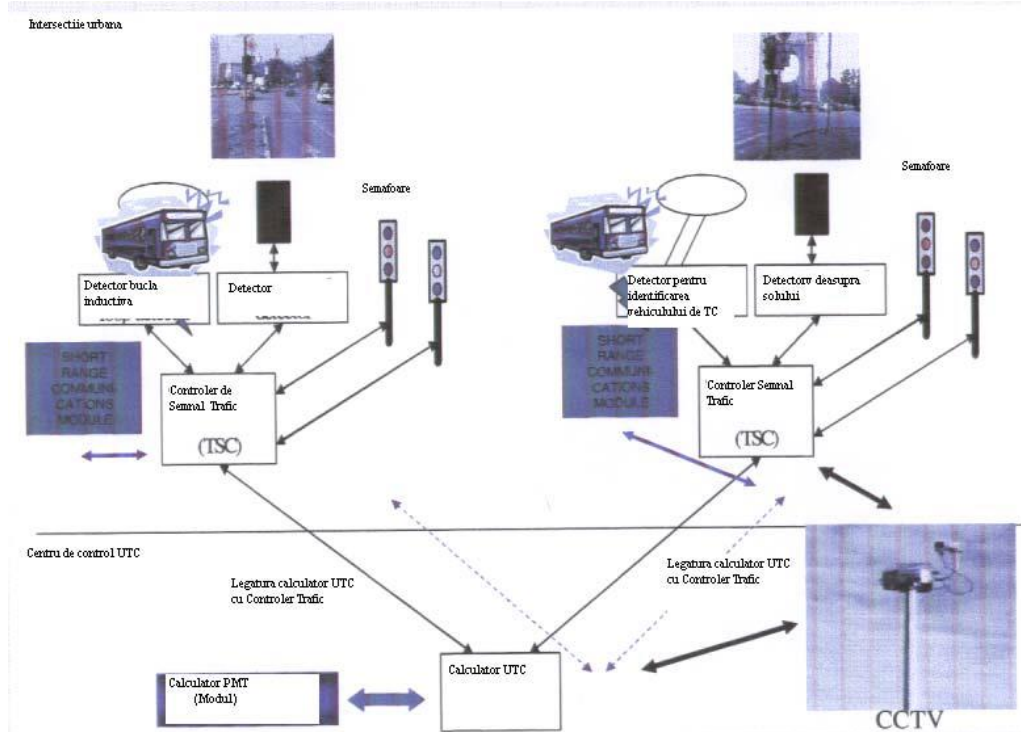 Intersectiie urbana
Semafoare
Semafoare
Detector bucla
inductiva
Detector
Detector pentru
identificarea
vehiculului de TC
Detectorv deasupra
solului
SHORT
RANGE
COMMUNI-
CATIONS
MODULE
Controler de
Semnal Trafic
(TSC)
SHORT
RANGE
COMMUNI-
CATIONS
MODULE
Controler Semnal
Trafic
(TSC)
Centru de control UTC
Legatura calculator UTC
cu Controler Trafic
Legatura calculator UTC
cu Controler Trafic
Calculator PMT
(Modul)
Calculator UTC
CCTV